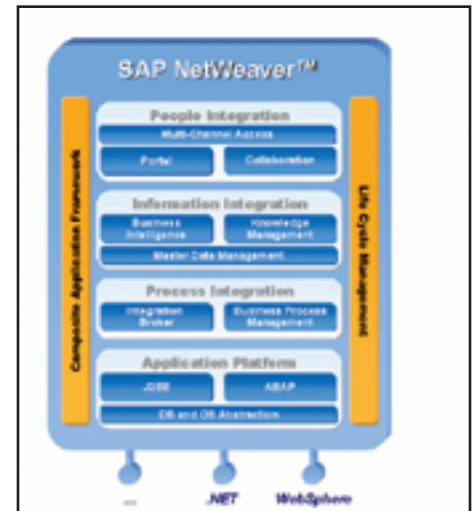 SAP NetWeaver™
People Integration
Multi-Channel Access
Portal
Collaboration
Information Integration
Business Intelligence
Knowledge Management
Master Data Management
Process Integration
Integration Broker
Business Process Management
Application Platform
J2EE
ABAP
DB and OS Abstraction
Composite Application Framework
Life Cycle Management
...
.NET
WebSphere